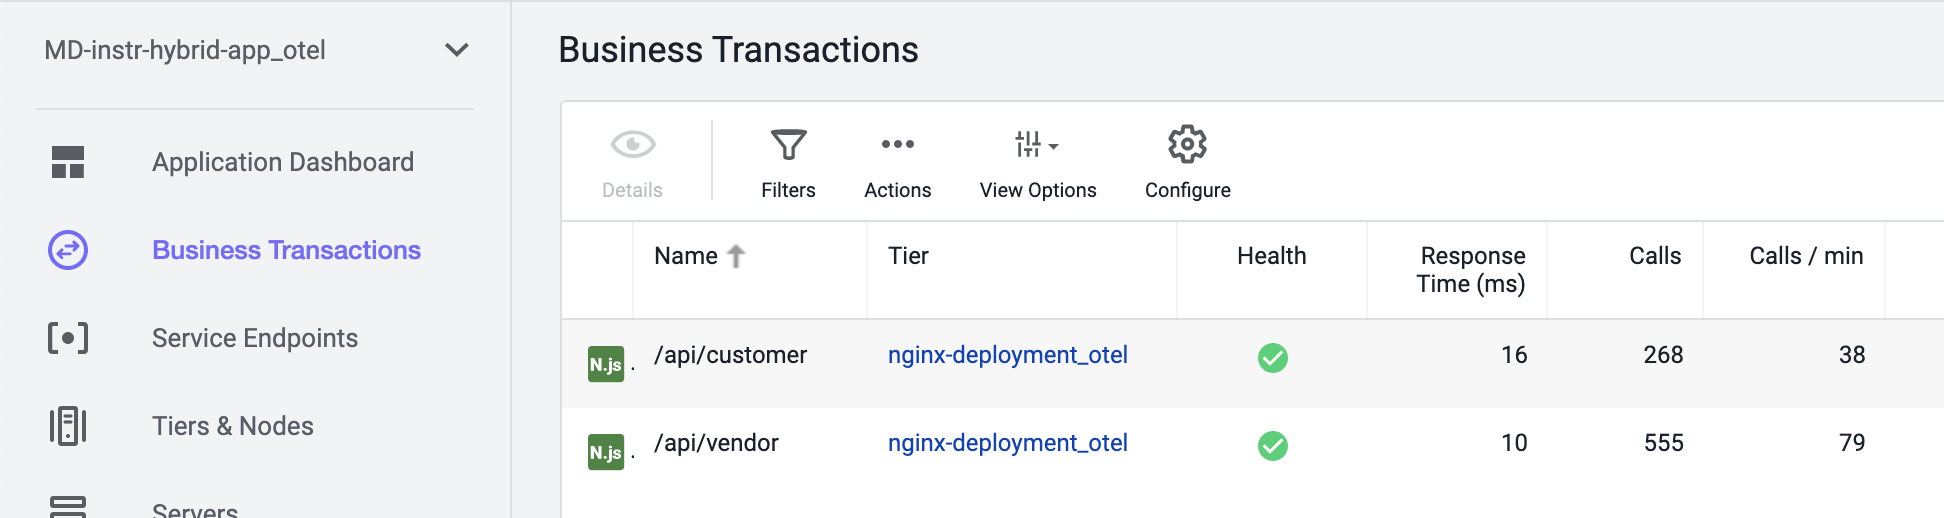 MD-instr-hybrid-app_otel
Application Dashboard
Business Transactions
Service Endpoints
Tiers & Nodes
Servers
Business Transactions
Details
Filters
Actions
View Options
Configure
Name Tier Health Response Time (ms) Calls Calls / min
N.js . /api/customer nginx-deployment_otel 16 268 38
N.js . /api/vendor nginx-deployment_otel 10 555 79